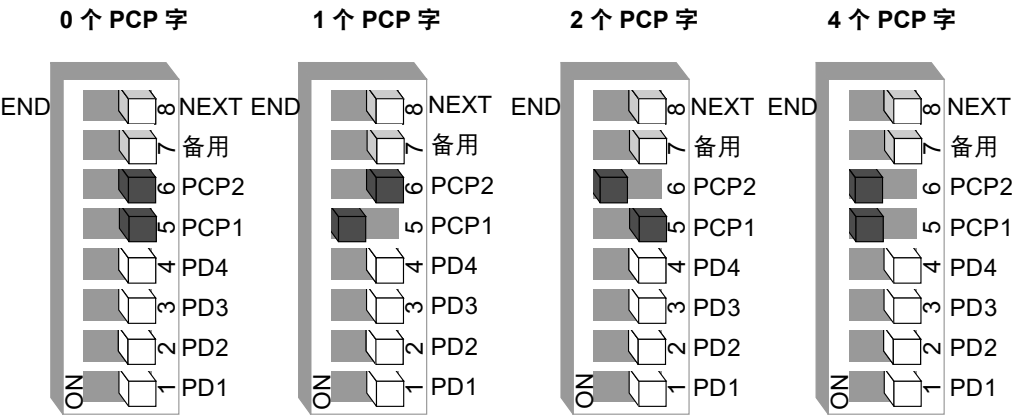 0 个 PCP 字 1 个 PCP 字 2 个 PCP 字 4 个 PCP 字
END 8 NEXT END 8 NEXT END 8 NEXT END 8 NEXT
7 备用 7 备用 7 备用 7 备用
6 PCP2 6 PCP2 6 PCP2 6 PCP2
5 PCP1 5 PCP1 5 PCP1 5 PCP1
4 PD4 4 PD4 4 PD4 4 PD4
3 PD3 3 PD3 3 PD3 3 PD3
2 PD2 2 PD2 2 PD2 2 PD2
ON 1 PD1 ON 1 PD1 ON 1 PD1 ON 1 PD1